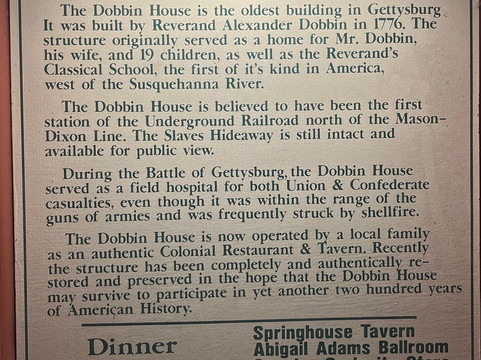 The Dobbin House is the oldest building in Gettysburg
It was built by Reverand Alexander Dobbin in 1776. The
structure originally served as a home for Mr. Dobbin,
his wife, and 19 children, as well as the Reverand's
Classical School, the first of it's kind in America,
west of the Susquehanna River.
The Dobbin House is believed to have been the first
station of the Underground Railroad north of the Mason-
Dixon Line. The Slaves Hideaway is still intact and
available for public view.
During the Battle of Gettysburg, the Dobbin House
served as a field hospital for both Union & Confederate
casualties, even though it was within the range of the
guns of armies and was frequently struck by shellfire.
The Dobbin House is now operated by a local family
as an authentic Colonial Restaurant & Tavern. Recently
the structure has been completely and authentically re-
stored and preserved in the hope that the Dobbin House
may survive to participate in yet another two hundred years
of American History.
Dinner
Springhouse Tavern
Abigail Adams Ballroom